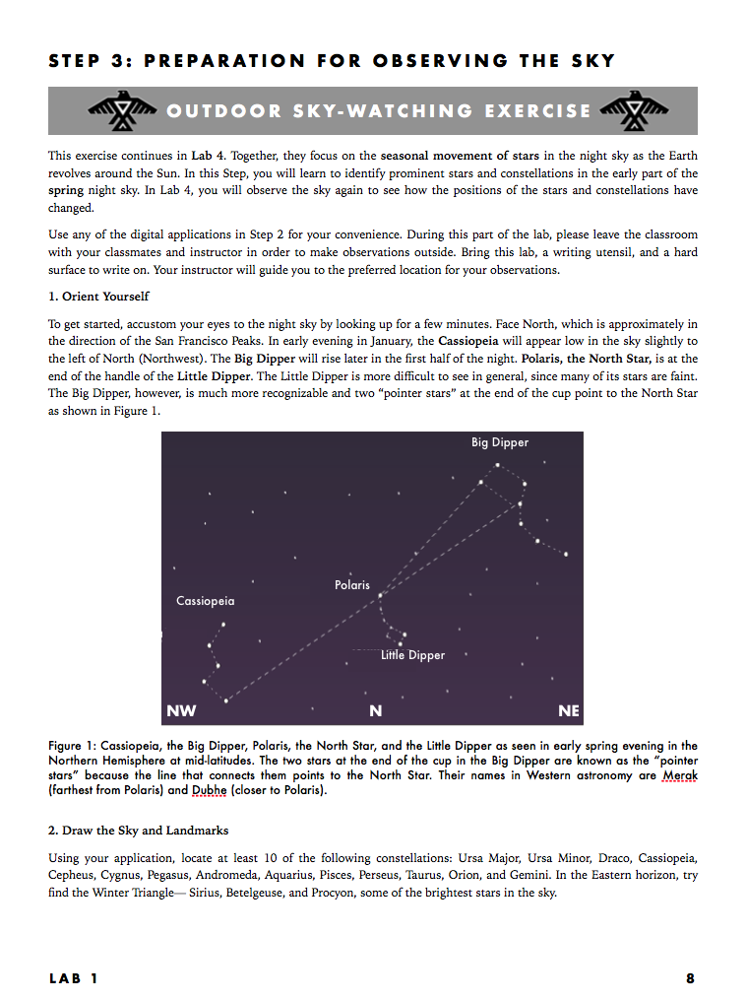 STEP 3: PREPARATION FOR OBSERVING THE SKY
OUTDOOR SKY-WATCHING EXERCISE
This exercise continues in Lab 4. Together, they focus on the seasonal movement of stars in the night sky as the Earth
revolves around the Sun. In this Step, you will learn to identify prominent stars and constellations in the early part of the
spring night sky. In Lab 4, you will observe the sky again to see how the positions of the stars and constellations have
changed.
Use any of the digital applications in Step 2 for your convenience. During this part of the lab, please leave the classroom
with your classmates and instructor in order to make observations outside. Bring this lab, a writing utensil, and a hard
surface to write on. Your instructor will guide you to the preferred location for your observations.
1. Orient Yourself
To get started, accustom your eyes to the night sky by looking up for a few minutes. Face North, which is approximately in
the direction of the San Francisco Peaks. In early evening in January, the Cassiopeia will appear low in the sky slightly to
the left of North (Northwest). The Big Dipper will rise later in the first half of the night. Polaris, the North Star, is at the
end of the handle of the Little Dipper. The Little Dipper is more difficult to see in general, since many of its stars are faint.
The Big Dipper, however, is much more recognizable and two “pointer stars” at the end of the cup point to the North Star
as shown in Figure 1.
Big Dipper
Polaris
Cassiopeia
Little Dipper
NW N NE
Figure 1: Cassiopeia, the Big Dipper, Polaris, the North Star, and the Little Dipper as seen in early spring evening in the
Northern Hemisphere at mid-latitudes. The two stars at the end of the cup in the Big Dipper are known as the “pointer
stars” because the line that connects them points to the North Star. Their names in Western astronomy are Merak
(farthest from Polaris) and Dubhe (closer to Polaris).
2. Draw the Sky and Landmarks
Using your application, locate at least 10 of the following constellations: Ursa Major, Ursa Minor, Draco, Cassiopeia,
Cepheus, Cygnus, Pegasus, Andromeda, Aquarius, Pisces, Perseus, Taurus, Orion, and Gemini. In the Eastern horizon, try
find the Winter Triangle— Sirius, Betelgeuse, and Procyon, some of the brightest stars in the sky.
LAB 1 8